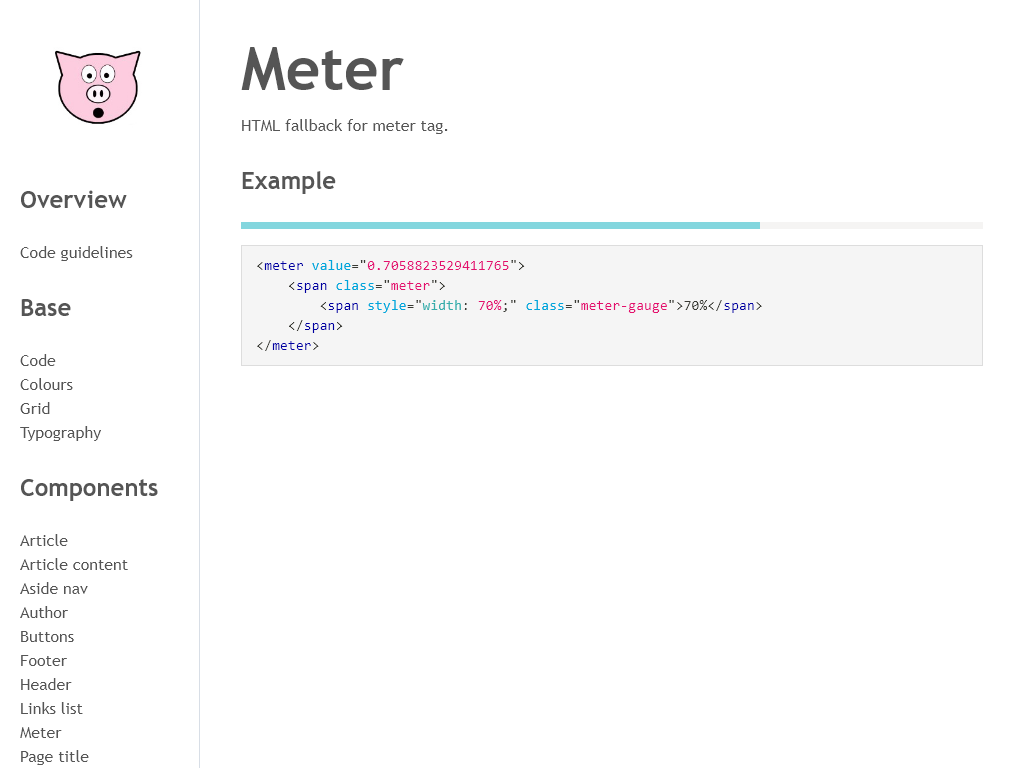 Overview
Code guidelines
Base
Code
Colours
Grid
Typography
Components
Article
Article content
Aside nav
Author
Buttons
Footer
Header
Links list
Meter
Page title
Meter
HTML fallback for meter tag.
Example
<meter value="0.7058823529411765">
    <span class="meter">
        <span style="width: 70%;" class="meter-gauge">70%</span>
    </span>
</meter>